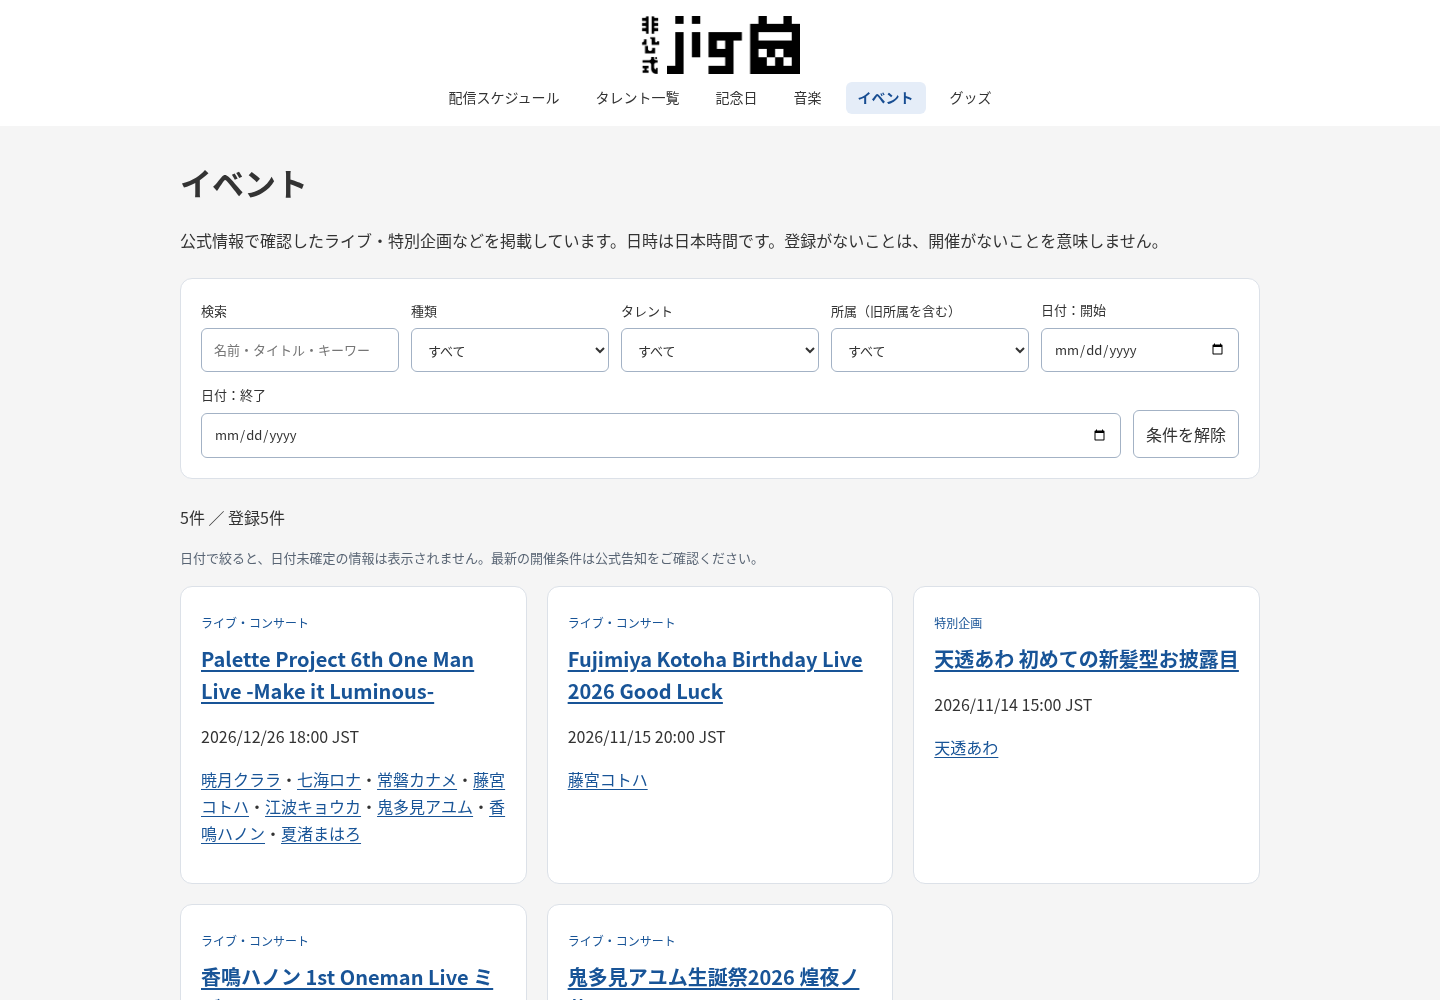 非公式 jig
配信スケジュール タレント一覧 記念日 音楽 イベント グッズ
イベント
公式情報で確認したライブ・特別企画などを掲載しています。日時は日本時間です。登録がないことは、開催がないことを意味しません。
検索 種類 タレント 所属（旧所属を含む） 日付：開始
名前・タイトル・キーワー すべて すべて すべて mm/dd/yyyy
日付：終了
mm/dd/yyyy 条件を解除
5件 ／ 登録5件
日付で絞ると、日付未確定の情報は表示されません。最新の開催条件は公式告知をご確認ください。
ライブ・コンサート
Palette Project 6th One Man
Live -Make it Luminous-
2026/12/26 18:00 JST
暁月クララ・七海ロナ・常磐カナメ・藤宮
コトハ・江波キョウカ・鬼多見アユム・香
鳴ハノン・夏渚まはろ
ライブ・コンサート
Fujimiya Kotoha Birthday Live
2026 Good Luck
2026/11/15 20:00 JST
藤宮コトハ
特別企画
天透あわ 初めての新髪型お披露目
2026/11/14 15:00 JST
天透あわ
ライブ・コンサート
香鳴ハノン 1st Oneman Live ミ
ライブ・コンサート
鬼多見アユム生誕祭2026 煌夜ノ